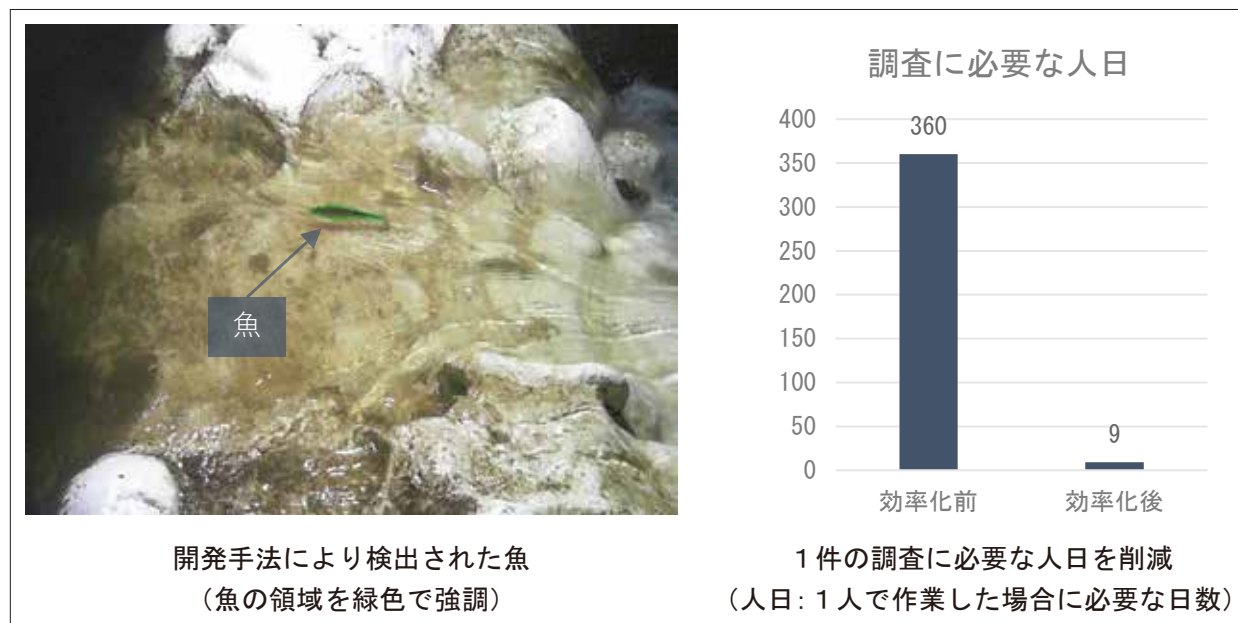 魚
開発手法により検出された魚
（魚の領域を緑色で強調）
調査に必要な人日
400
350
300
250
200
150
100
50
0
360
9
効率化前
効率化後
１件の調査に必要な人日を削減
（人日：１人で作業した場合に必要な日数）